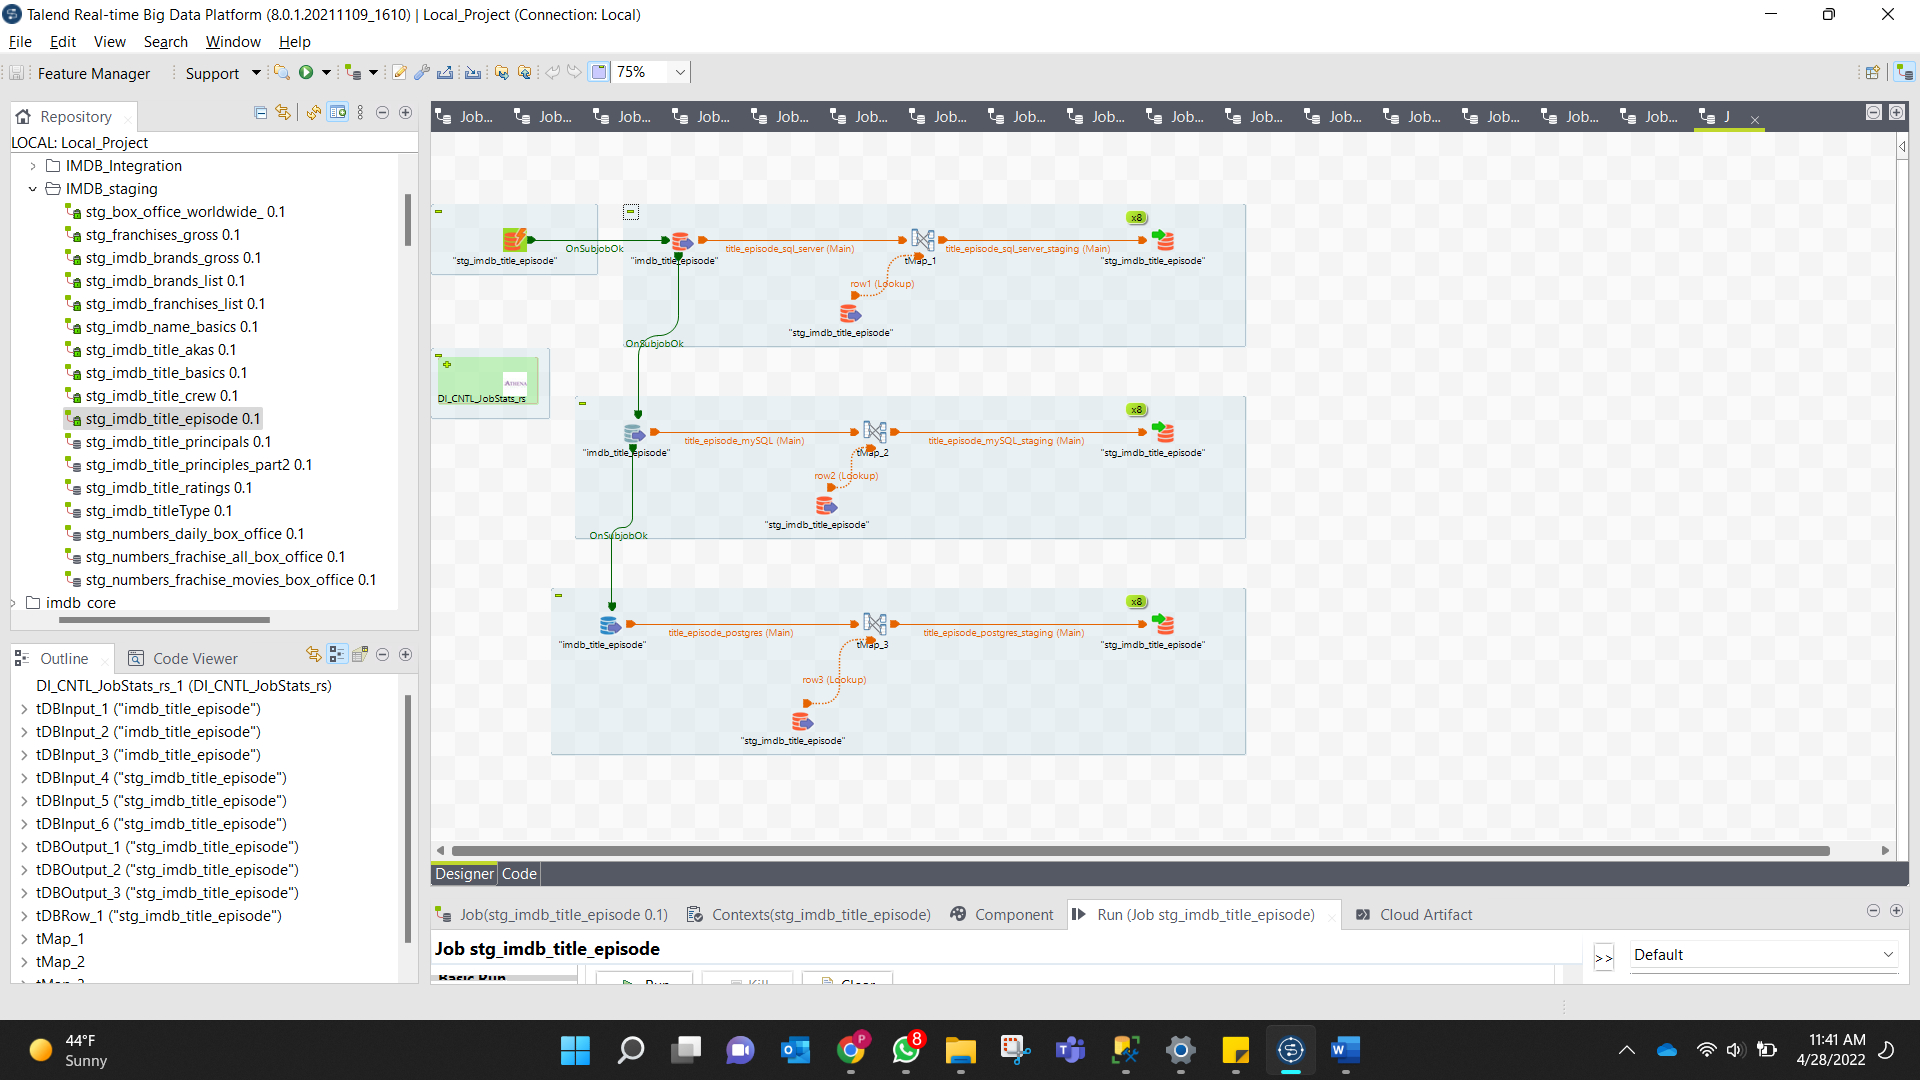 Talend Real-time Big Data Platform (8.0.1.20211109_1610) | Local_Project (Connection: Local)
File Edit View Search Window Help
Feature Manager Support 75%
Repository
Job... Job... Job... Job... Job... Job... Job... Job... Job... Job... Job... Job... Job... Job... Job... Job... J
LOCAL: Local_Project
IMDB_Integration
IMDB_staging
stg_box_office_worldwide_ 0.1
stg_franchises_gross 0.1
stg_imdb_brands_gross 0.1
stg_imdb_brands_list 0.1
stg_imdb_franchises_list 0.1
stg_imdb_name_basics 0.1
stg_imdb_title_akas 0.1
stg_imdb_title_basics 0.1
stg_imdb_title_crew 0.1
stg_imdb_title_episode 0.1
stg_imdb_title_principals 0.1
stg_imdb_title_principles_part2 0.1
stg_imdb_title_ratings 0.1
stg_imdb_titleType 0.1
stg_numbers_daily_box_office 0.1
stg_numbers_frachise_all_box_office 0.1
stg_numbers_frachise_movies_box_office 0.1
imdb core
x8
OnSubjobOk title_episode_sql_server (Main) title_episode_sql_server_staging (Main)
"stg_imdb_title_episode" "imdb_title_episode" tMap_1 "stg_imdb_title_episode"
row1 (Lookup)
"stg_imdb_title_episode"
OnSubjobOk
ATHENA
DI_CNTL_JobStats_rs
x8
title_episode_mySQL (Main) title_episode_mySQL_staging (Main)
"imdb_title_episode" tMap_2 "stg_imdb_title_episode"
row2 (Lookup)
"stg_imdb_title_episode"
OnSubjobOk
x8
title_episode_postgres (Main) title_episode_postgres_staging (Main)
"imdb_title_episode" tMap_3 "stg_imdb_title_episode"
row3 (Lookup)
"stg_imdb_title_episode"
Designer Code
Outline Code Viewer
DI_CNTL_JobStats_rs_1 (DI_CNTL_JobStats_rs)
tDBInput_1 ("imdb_title_episode")
tDBInput_2 ("imdb_title_episode")
tDBInput_3 ("imdb_title_episode")
tDBInput_4 ("stg_imdb_title_episode")
tDBInput_5 ("stg_imdb_title_episode")
tDBInput_6 ("stg_imdb_title_episode")
tDBOutput_1 ("stg_imdb_title_episode")
tDBOutput_2 ("stg_imdb_title_episode")
tDBOutput_3 ("stg_imdb_title_episode")
tDBRow_1 ("stg_imdb_title_episode")
tMap_1
tMap_2
tMap_3
Job(stg_imdb_title_episode 0.1) Contexts(stg_imdb_title_episode) Component Run (Job stg_imdb_title_episode) Cloud Artifact
Job stg_imdb_title_episode
Basic Run Run Kill Clear
>> Default
44°F
Sunny
P
8
11:41 AM
4/28/2022